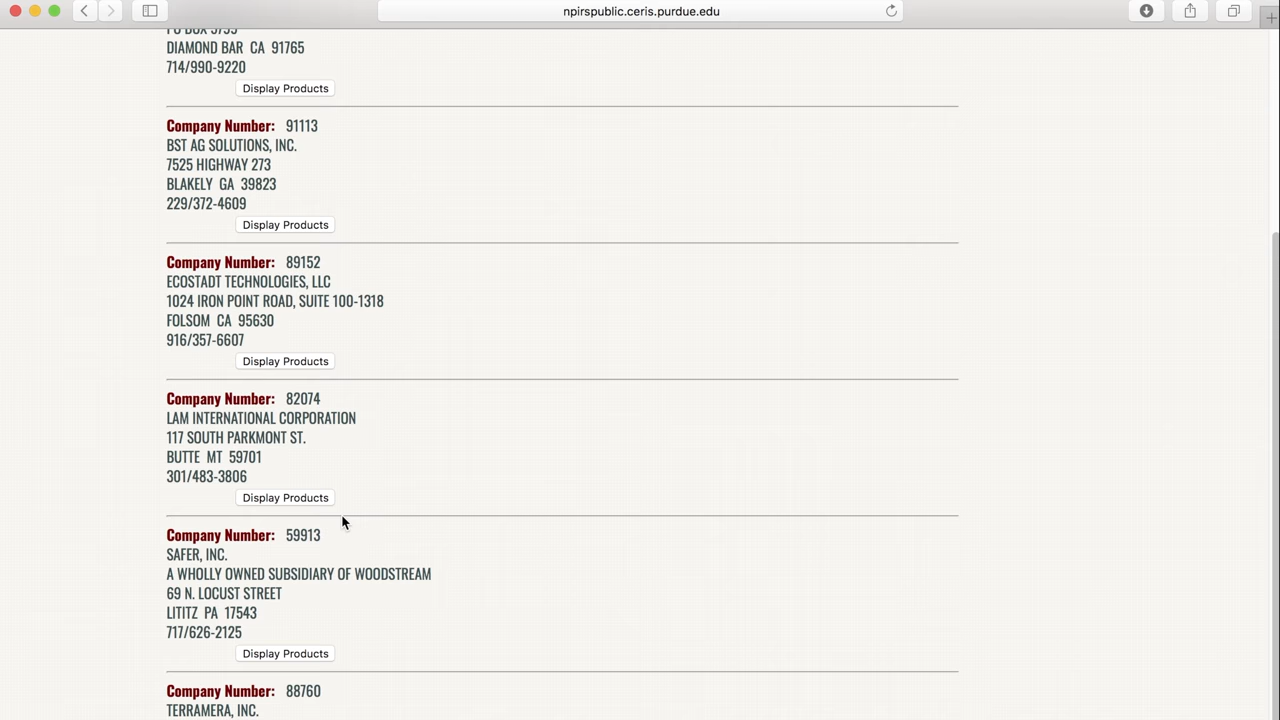 npirspublic.ceris.purdue.edu
PO BOX 5795
DIAMOND BAR CA 91765
714/990-9220
Display Products
Company Number: 91113
BST AG SOLUTIONS, INC.
7525 HIGHWAY 273
BLAKELY GA 39823
229/372-4609
Display Products
Company Number: 89152
ECOSTADT TECHNOLOGIES, LLC
1024 IRON POINT ROAD, SUITE 100-1318
FOLSOM CA 95630
916/357-6607
Display Products
Company Number: 82074
LAM INTERNATIONAL CORPORATION
117 SOUTH PARKMONT ST.
BUTTE MT 59701
301/483-3806
Display Products
Company Number: 59913
SAFER, INC.
A WHOLLY OWNED SUBSIDIARY OF WOODSTREAM
69 N. LOCUST STREET
LITITZ PA 17543
717/626-2125
Display Products
Company Number: 88760
TERRAMERA, INC.